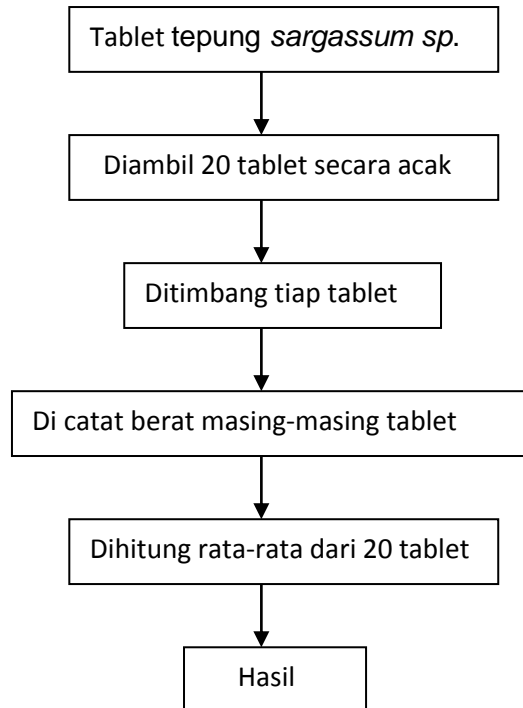 Tablet tepung sargassum sp.
Diambil 20 tablet secara acak
Ditimbang tiap tablet
Di catat berat masing-masing tablet
Dihitung rata-rata dari 20 tablet
Hasil